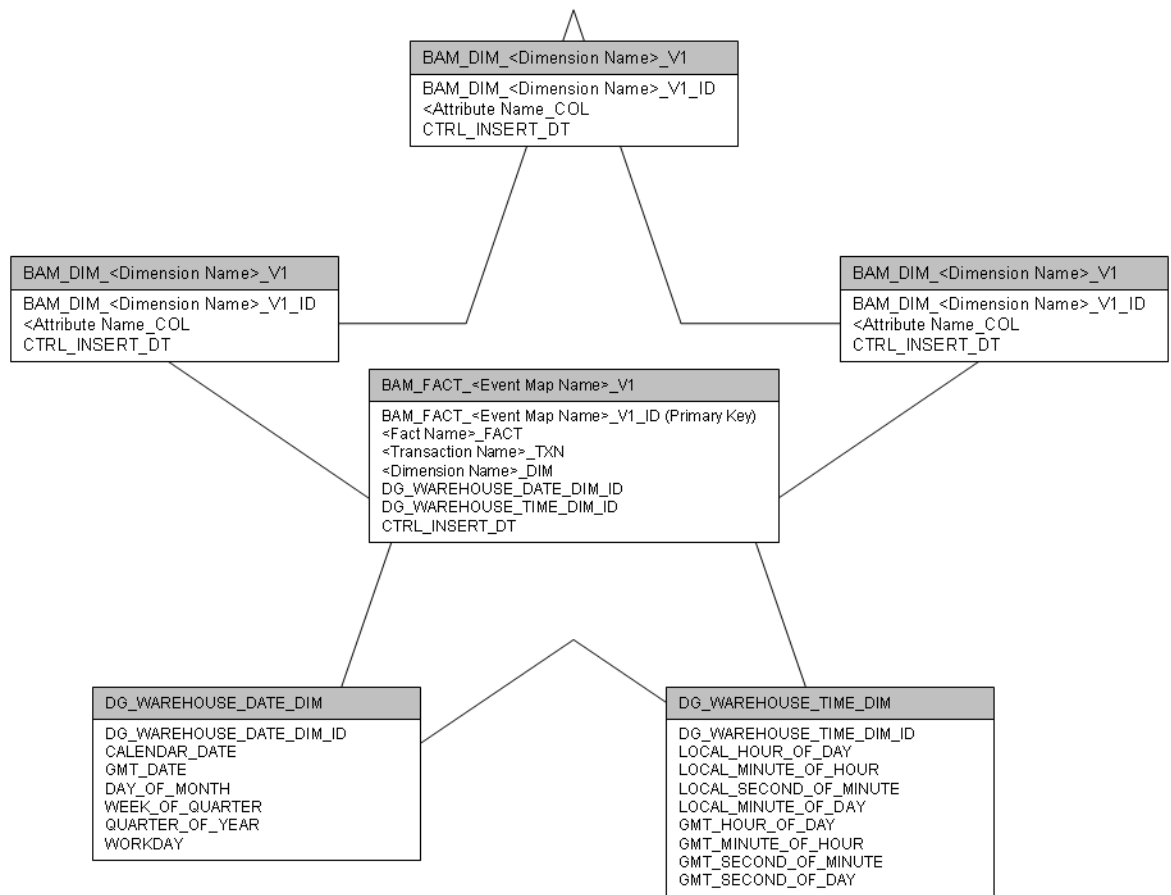 BAM_DIM_<Dimension Name>_V1
BAM_DIM_<Dimension Name>_V1_ID
<Attribute Name_COL
CTRL_INSERT_DT
BAM_DIM_<Dimension Name>_V1
BAM_DIM_<Dimension Name>_V1_ID
<Attribute Name_COL
CTRL_INSERT_DT
BAM_DIM_<Dimension Name>_V1
BAM_DIM_<Dimension Name>_V1_ID
<Attribute Name_COL
CTRL_INSERT_DT
BAM_FACT_<Event Map Name>_V1
BAM_FACT_<Event Map Name>_V1_ID (Primary Key)
<Fact Name>_FACT
<Transaction Name>_TXN
<Dimension Name>_DIM
DG_WAREHOUSE_DATE_DIM_ID
DG_WAREHOUSE_TIME_DIM_ID
CTRL_INSERT_DT
DG_WAREHOUSE_DATE_DIM
DG_WAREHOUSE_DATE_DIM_ID
CALENDAR_DATE
GMT_DATE
DAY_OF_MONTH
WEEK_OF_QUARTER
QUARTER_OF_YEAR
WORKDAY
DG_WAREHOUSE_TIME_DIM
DG_WAREHOUSE_TIME_DIM_ID
LOCAL_HOUR_OF_DAY
LOCAL_MINUTE_OF_HOUR
LOCAL_SECOND_OF_MINUTE
LOCAL_MINUTE_OF_DAY
GMT_HOUR_OF_DAY
GMT_MINUTE_OF_HOUR
GMT_SECOND_OF_MINUTE
GMT_SECOND_OF_DAY